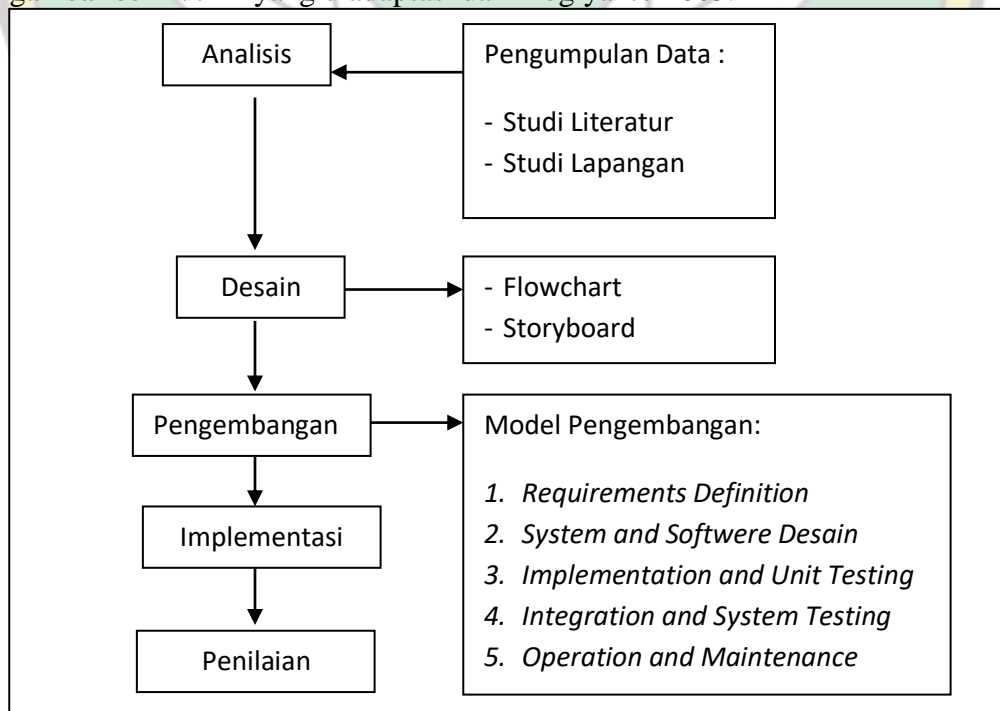 Analisis
Pengumpulan Data :
- Studi Literatur
- Studi Lapangan
Desain
- Flowchart
- Storyboard
Pengembangan
Model Pengembangan:
1. Requirements Definition
2. System and Softwere Desain
3. Implementation and Unit Testing
4. Integration and System Testing
5. Operation and Maintenance
Implementasi
Penilaian